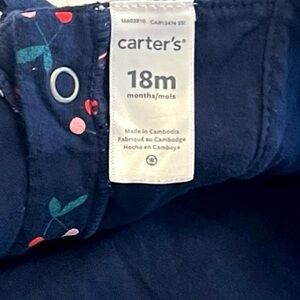 carter's®
18m
months/mois
Made in Cambodia
Fabriqué au Cambodge
Hecho en Camboya